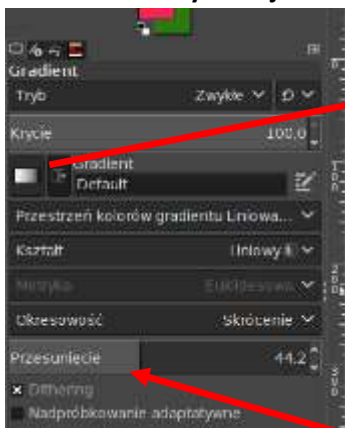 Gradient
Tryb Zwykłe
Krycie 100,0
Gradient
Default
Przestrzeń kolorów gradientu Liniowa...
Kształt Liniowy
Metryka Euklidesowa
Okresowość Skrócenie
Przesunięcie 44,2
Dithering
Nadpróbkowanie adaptatywne